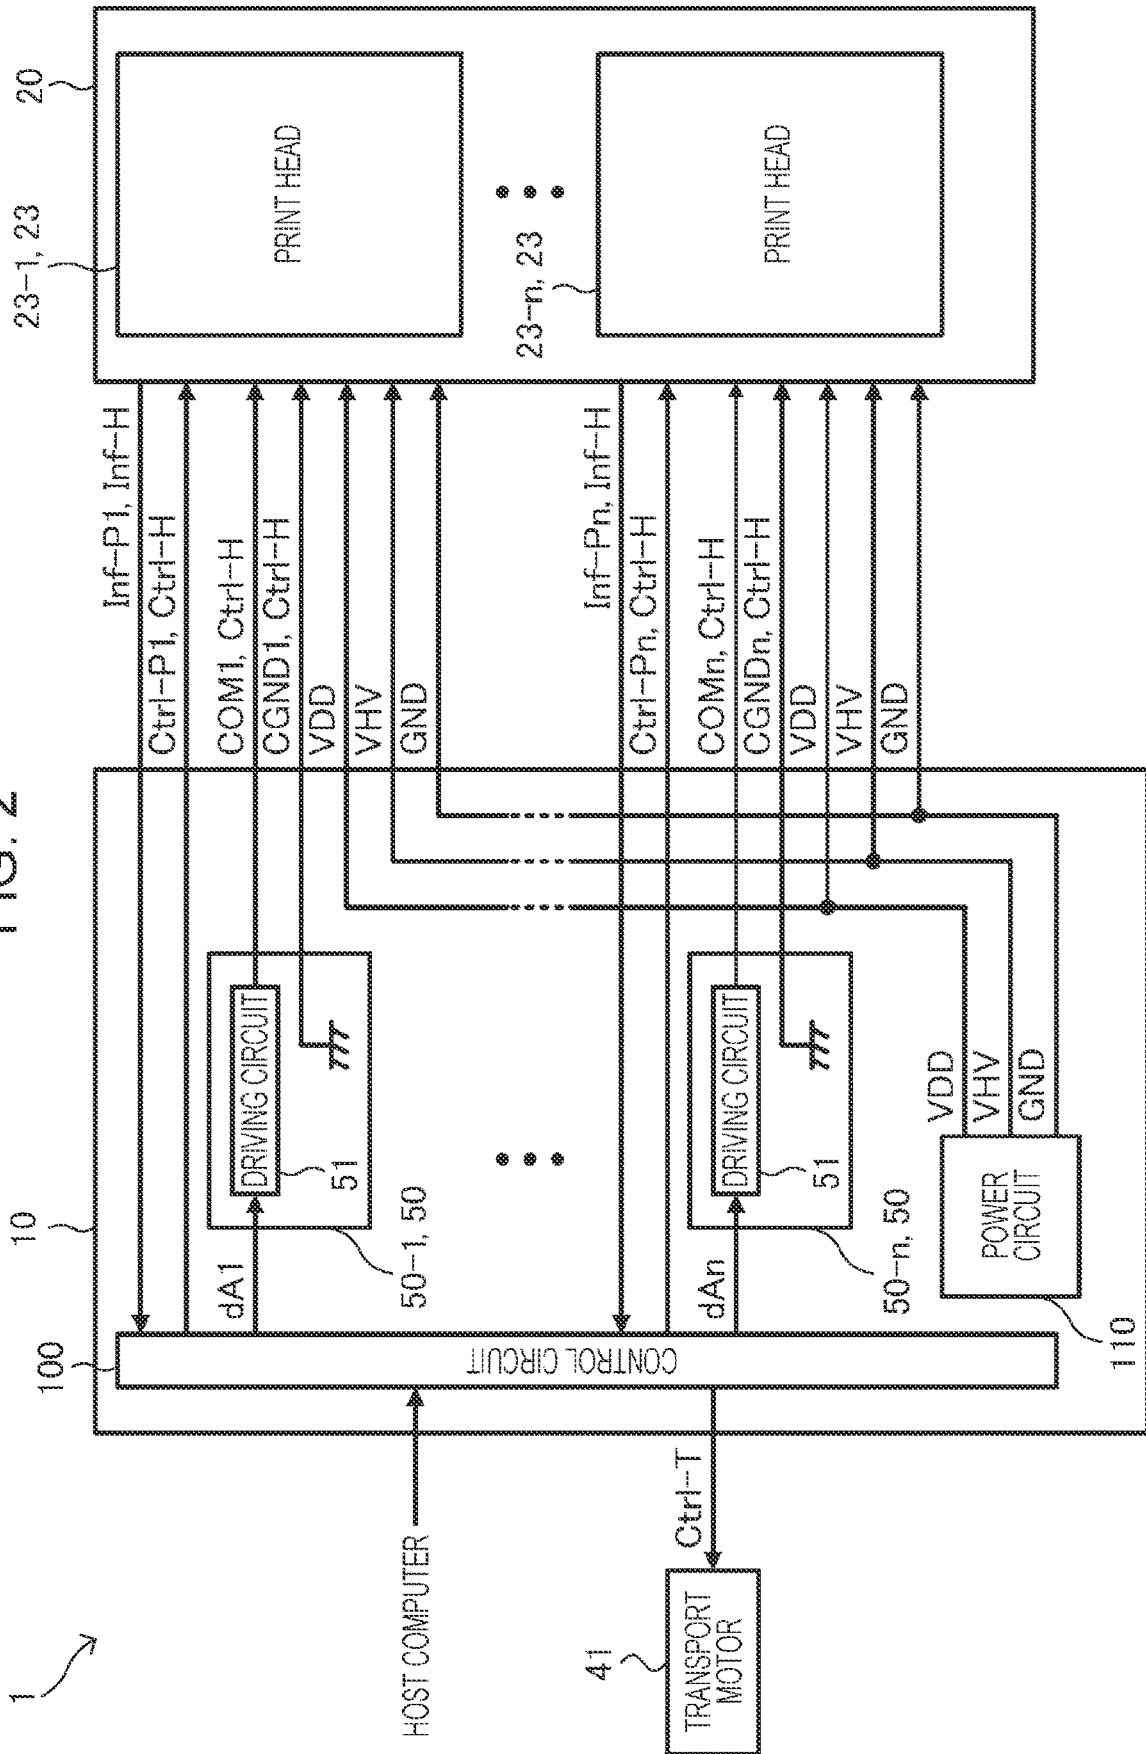 FIG. 2
1
10
20
100
23-1, 23
PRINT HEAD
23-n, 23
PRINT HEAD
Inf-P1, Inf-H
Ctrl-P1, Ctrl-H
COM1, Ctrl-H
CGND1, Ctrl-H
VDD
VHV
GND
Inf-Pn, Inf-H
Ctrl-Pn, Ctrl-H
COMn, Ctrl-H
CGNDn, Ctrl-H
VDD
VHV
GND
dA1
DRIVING CIRCUIT
51
50-1, 50
dAn
DRIVING CIRCUIT
51
50-n, 50
CONTROL CIRCUIT
VDD
VHV
GND
POWER
CIRCUIT
110
HOST COMPUTER
Ctrl-T
41
TRANSPORT
MOTOR